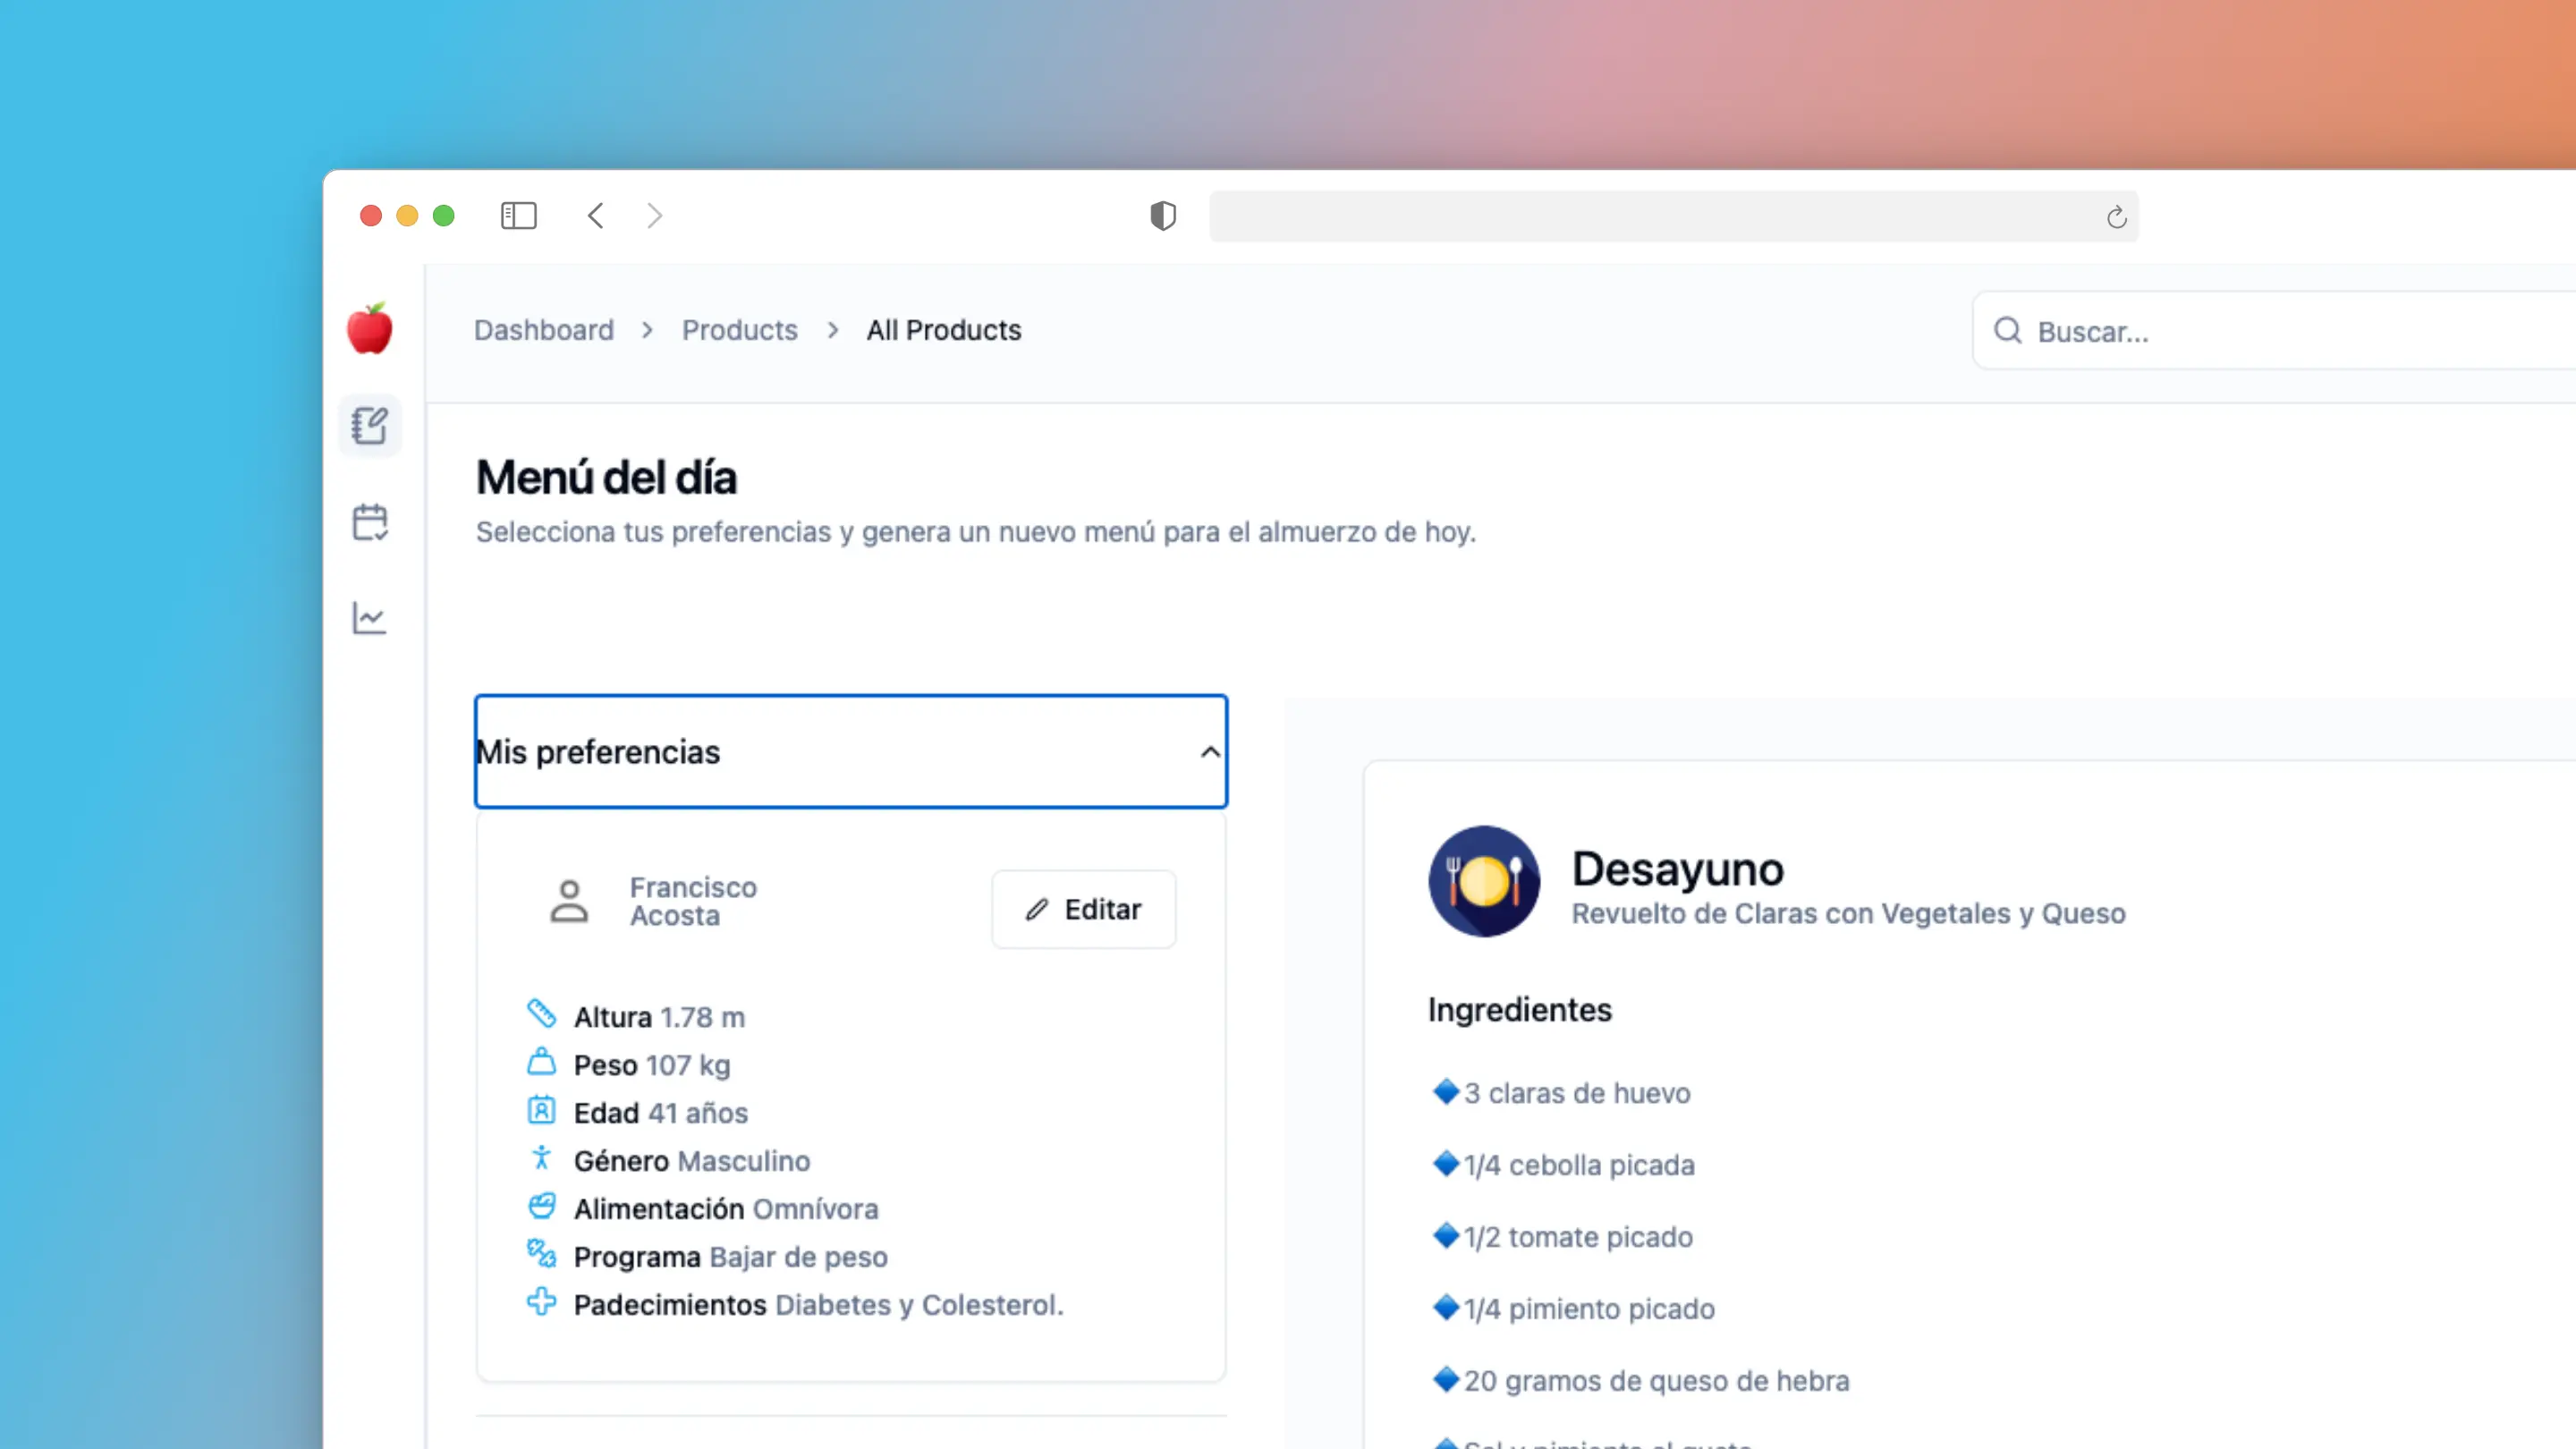 Dashboard > Products > All Products
Buscar...
Menú del día
Selecciona tus preferencias y genera un nuevo menú para el almuerzo de hoy.
Mis preferencias
Francisco
Acosta
Editar
Altura 1.78 m
Peso 107 kg
Edad 41 años
Género Masculino
Alimentación Omnívora
Programa Bajar de peso
Padecimientos Diabetes y Colesterol.
Desayuno
Revuelto de Claras con Vegetales y Queso
Ingredientes
3 claras de huevo
1/4 cebolla picada
1/2 tomate picado
1/4 pimiento picado
20 gramos de queso de hebra